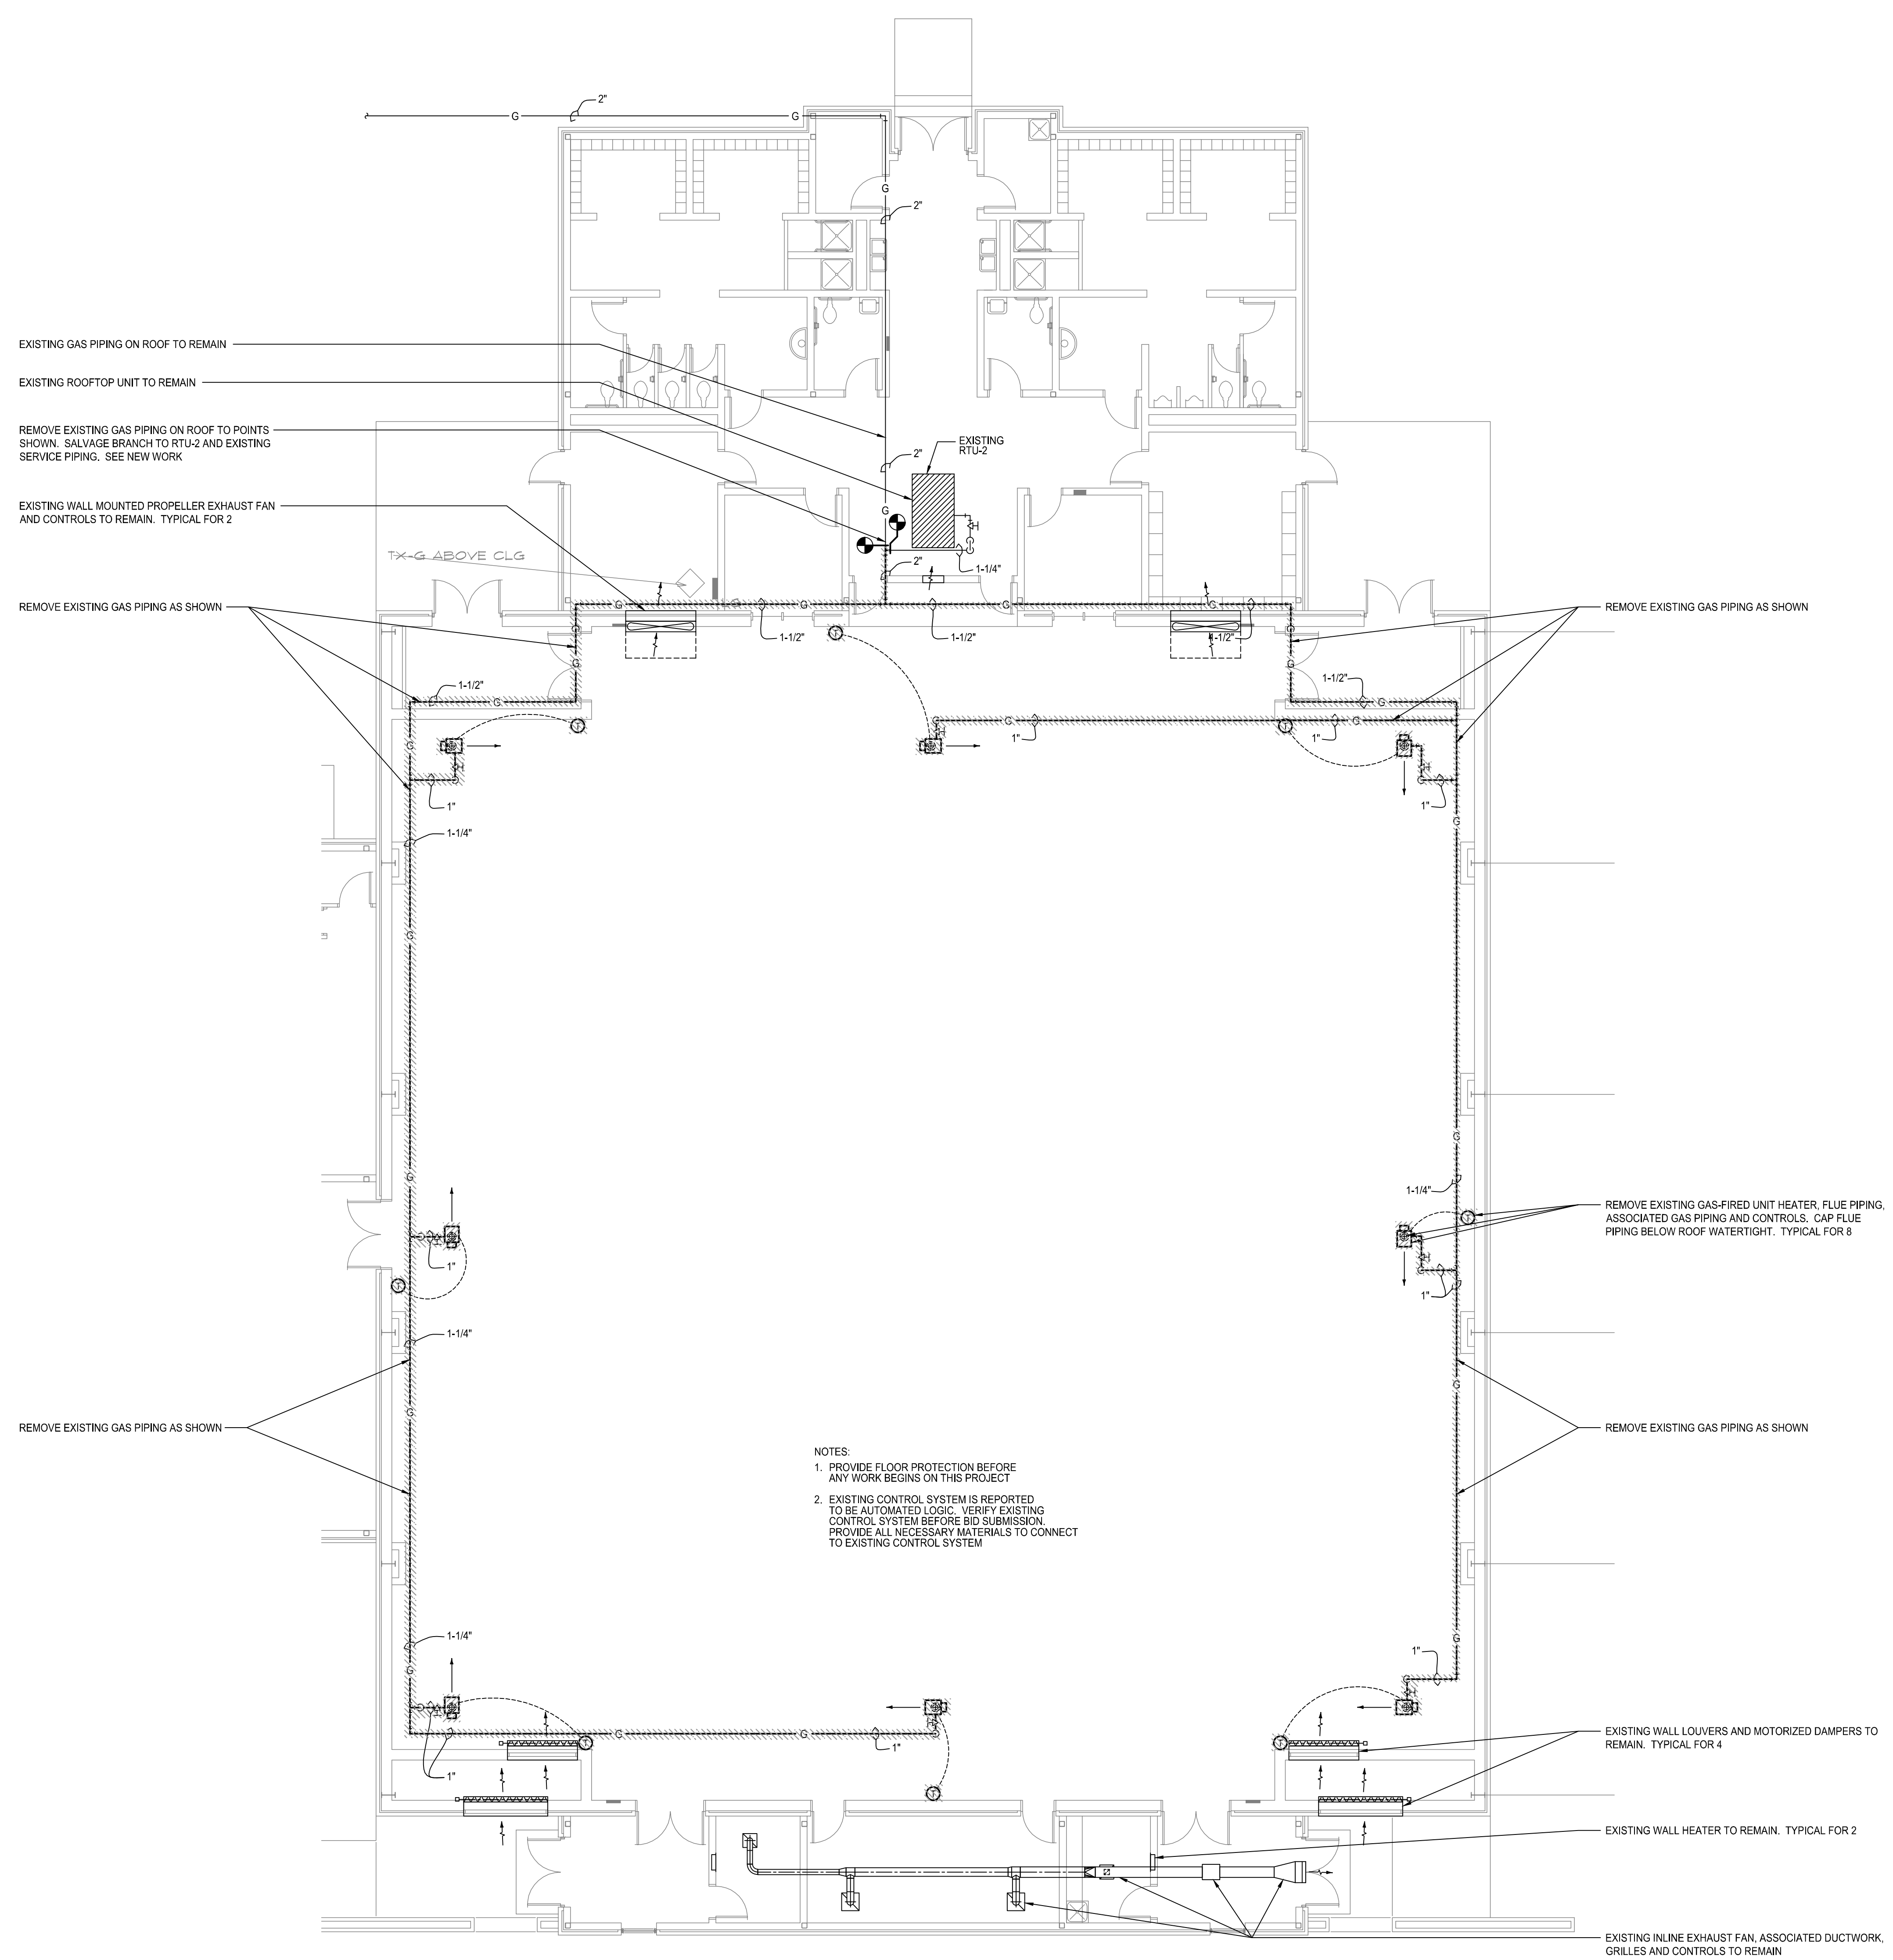 2"
G
G
G
2"
EXISTING GAS PIPING ON ROOF TO REMAIN
EXISTING ROOFTOP UNIT TO REMAIN
REMOVE EXISTING GAS PIPING ON ROOF TO POINTS
SHOWN. SALVAGE BRANCH TO RTU-2 AND EXISTING
SERVICE PIPING. SEE NEW WORK
EXISTING
RTU-2
2"
EXISTING WALL MOUNTED PROPELLER EXHAUST FAN
AND CONTROLS TO REMAIN. TYPICAL FOR 2
G
TX-G ABOVE CLG
2"
1-1/4"
REMOVE EXISTING GAS PIPING AS SHOWN
G
G
G
G
REMOVE EXISTING GAS PIPING AS SHOWN
1-1/2"
1-1/2"
1-1/2"
G
G
G
G
1-1/2"
1-1/2"
G
G
G
G
1"
1"
G
1"
1"
G
1-1/4"
G
G
G
1-1/4"
REMOVE EXISTING GAS-FIRED UNIT HEATER, FLUE PIPING,
ASSOCIATED GAS PIPING AND CONTROLS. CAP FLUE
PIPING BELOW ROOF WATERTIGHT. TYPICAL FOR 8
1"
1"
1-1/4"
G
G
REMOVE EXISTING GAS PIPING AS SHOWN
REMOVE EXISTING GAS PIPING AS SHOWN
NOTES:
1. PROVIDE FLOOR PROTECTION BEFORE
ANY WORK BEGINS ON THIS PROJECT
2. EXISTING CONTROL SYSTEM IS REPORTED
TO BE AUTOMATED LOGIC. VERIFY EXISTING
CONTROL SYSTEM BEFORE BID SUBMISSION.
PROVIDE ALL NECESSARY MATERIALS TO CONNECT
TO EXISTING CONTROL SYSTEM
1-1/4"
G
G
1"
G
G
1"
1"
EXISTING WALL LOUVERS AND MOTORIZED DAMPERS TO
REMAIN. TYPICAL FOR 4
EXISTING WALL HEATER TO REMAIN. TYPICAL FOR 2
EXISTING INLINE EXHAUST FAN, ASSOCIATED DUCTWORK,
GRILLES AND CONTROLS TO REMAIN